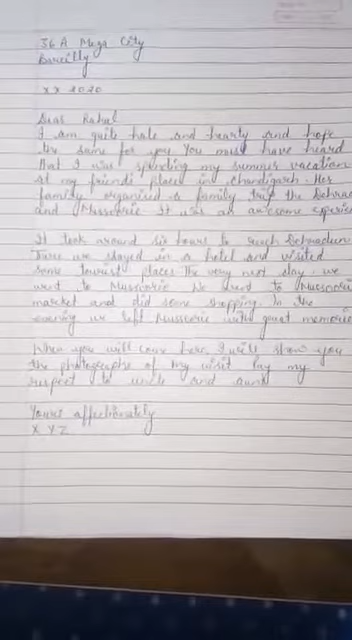 36 A Mega City
Bareilly
XX 2020
Dear Rahul
I am quite hale and hearty and hope
the same for you You must have heard
that I was spending my summer vacation
at my friends place in chandigarh. Her
family organised a family trip the Dehradun
and Mussoorie. It was an awesome experience
It took around six hours to reach Dehradun
There we stayed in a hotel and visited
some tourist places The very next day, we
went to Mussoorie We went to Mussoorie
market and did some shopping. In the
evening we left Mussoorie with great memories
When you will come here, I will show you
the photographs of my visit Pay my
respect to uncle and aunt
Yours affectionately
X Y Z